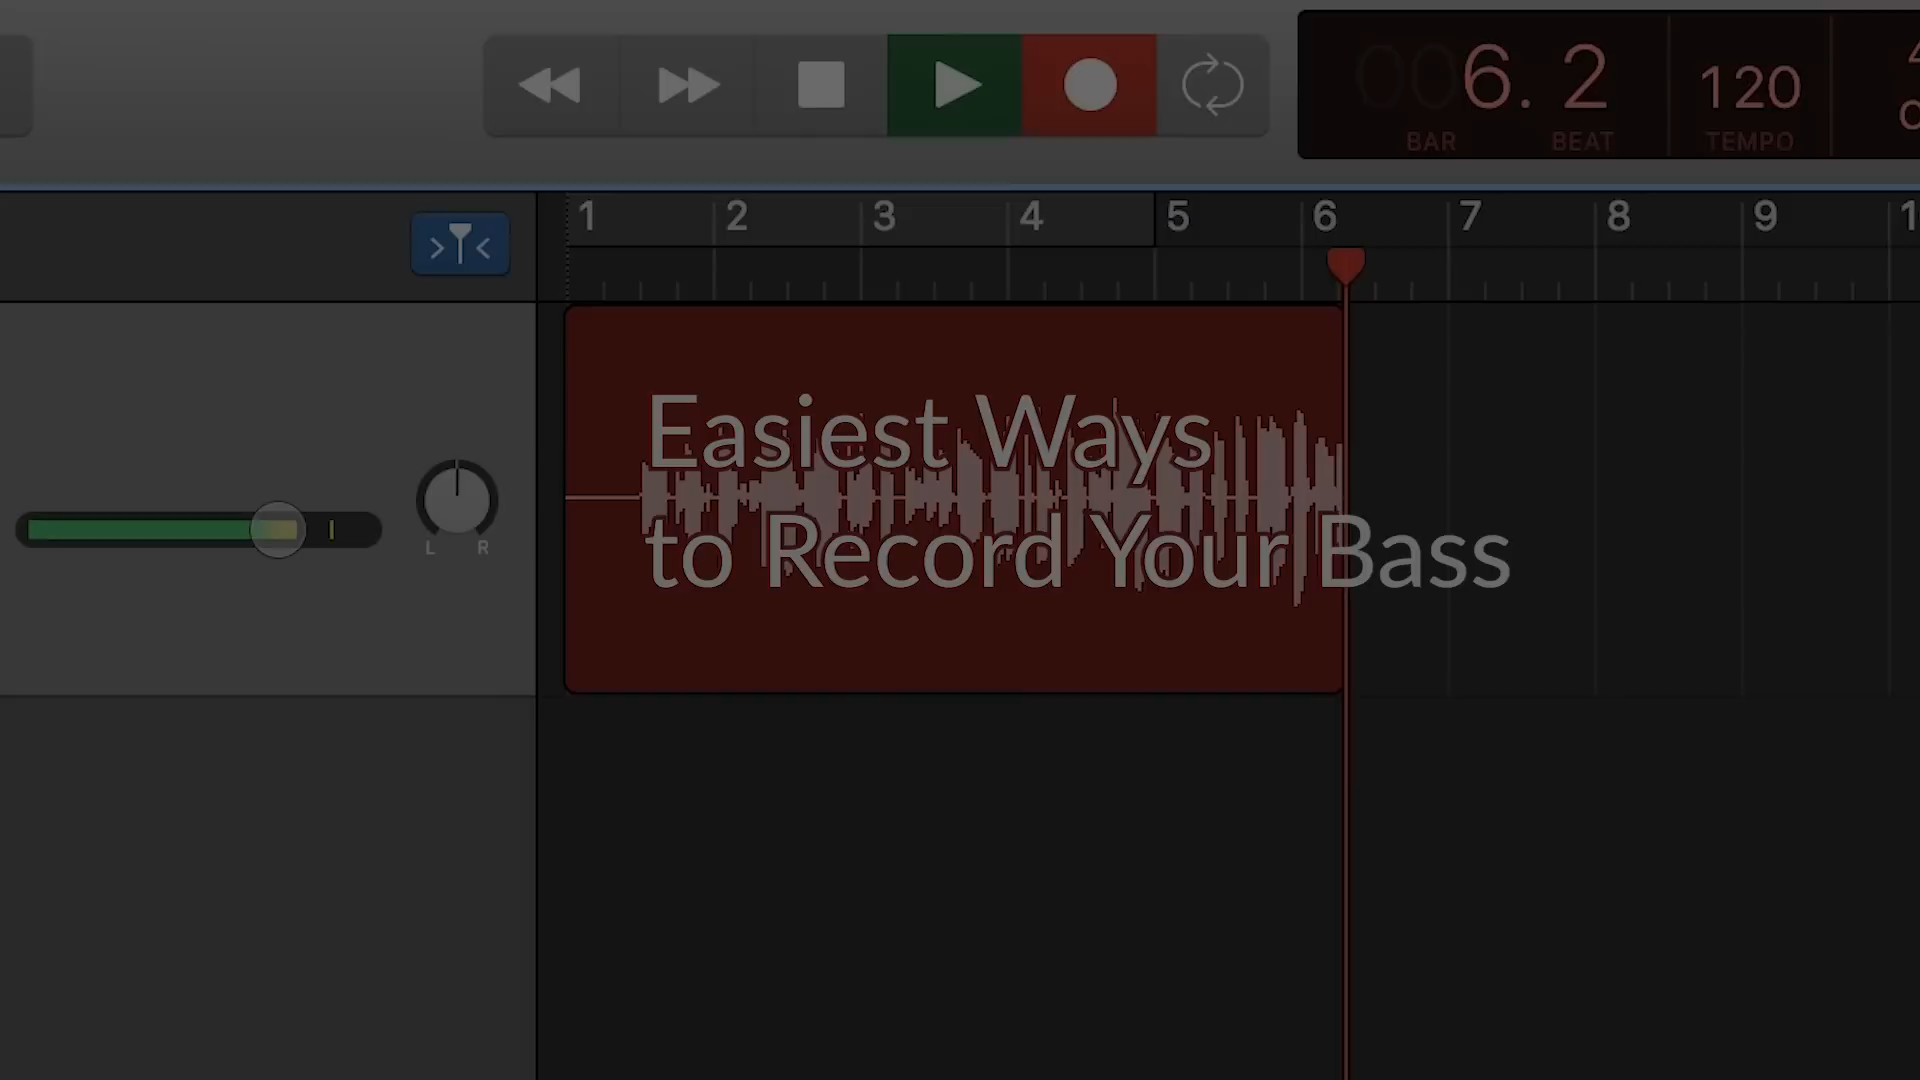 006. 2
BAR
BEAT
120
TEMPO
1 2 3 4 5 6 7 8 9
L R
Easiest Ways
to Record Your Bass